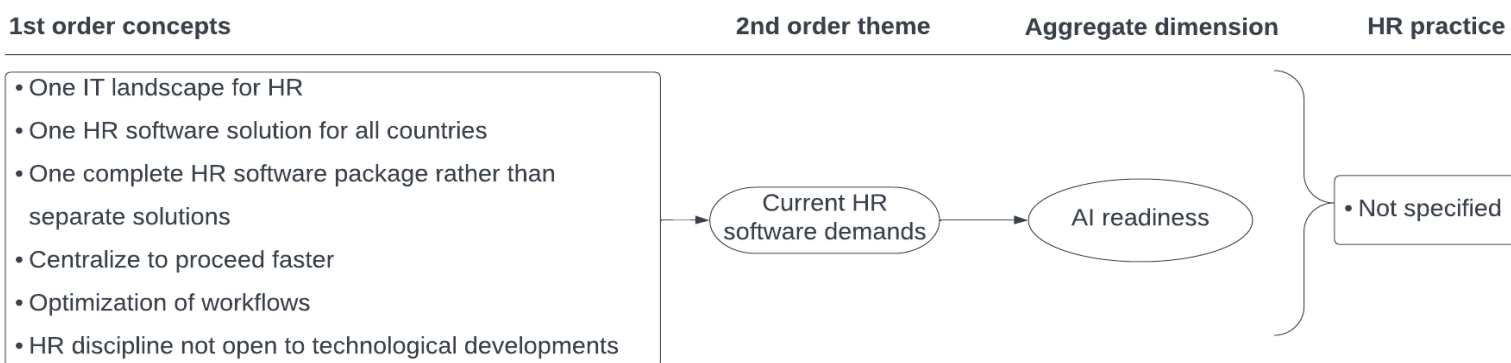 1st order concepts
2nd order theme
Aggregate dimension
HR practice
• One IT landscape for HR
• One HR software solution for all countries
• One complete HR software package rather than
separate solutions
• Centralize to proceed faster
• Optimization of workflows
• HR discipline not open to technological developments
Current HR
software demands
AI readiness
• Not specified